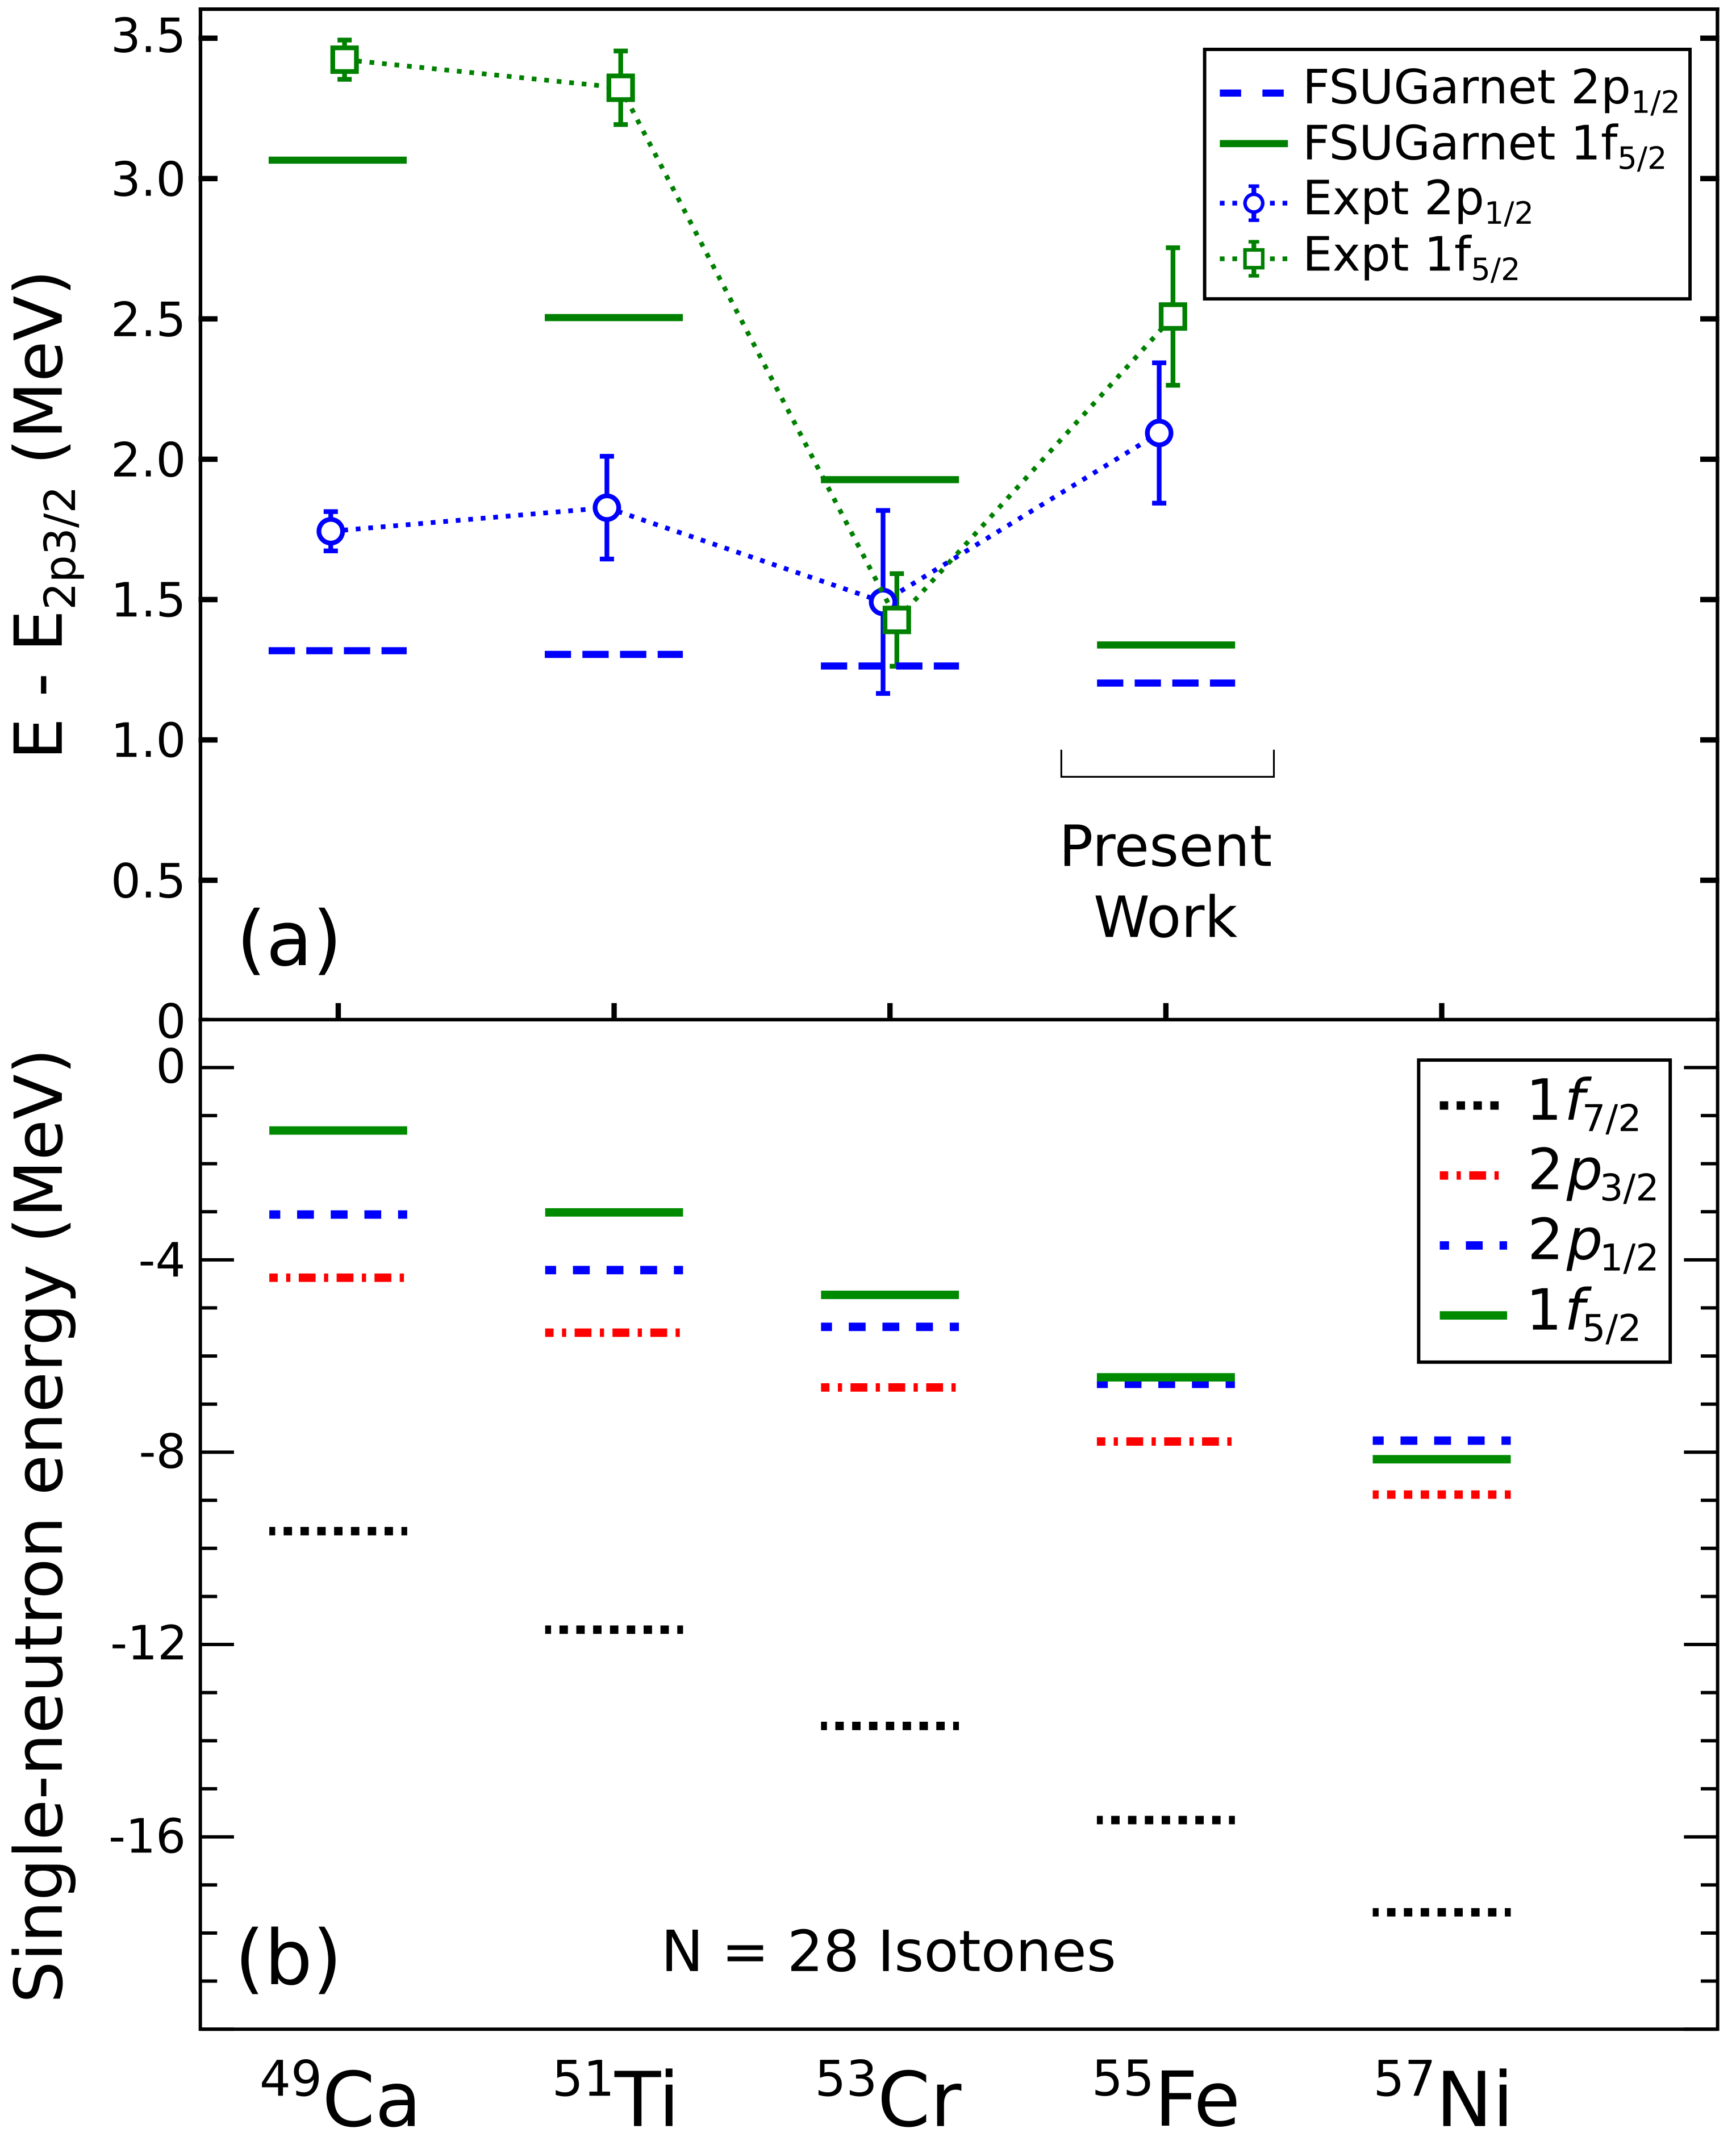 E - E2p3/2 (MeV)
3.5
3.0
2.5
2.0
1.5
1.0
0.5
0
FSUGarnet 2p1/2
FSUGarnet 1f5/2
Expt 2p1/2
Expt 1f5/2
Present
Work
(a)
Single-neutron energy (MeV)
0
-4
-8
-12
-16
1f7/2
2p3/2
2p1/2
1f5/2
(b)
N = 28 Isotones
49Ca 51Ti 53Cr 55Fe 57Ni